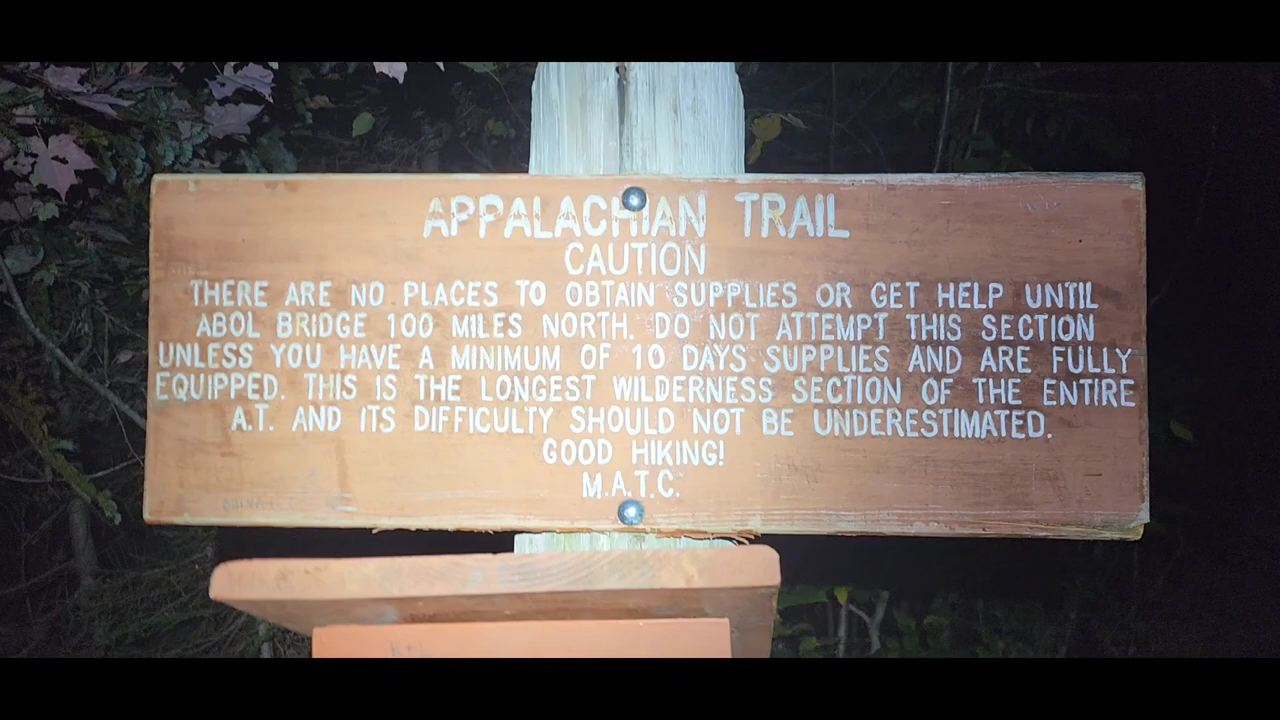 APPALACHIAN TRAIL
CAUTION
THERE ARE NO PLACES TO OBTAIN SUPPLIES OR GET HELP UNTIL
ABOL BRIDGE 100 MILES NORTH. DO NOT ATTEMPT THIS SECTION
UNLESS YOU HAVE A MINIMUM OF 10 DAYS SUPPLIES AND ARE FULLY
EQUIPPED. THIS IS THE LONGEST WILDERNESS SECTION OF THE ENTIRE
A.T. AND ITS DIFFICULTY SHOULD NOT BE UNDERESTIMATED.
GOOD HIKING!
M.A.T.C.